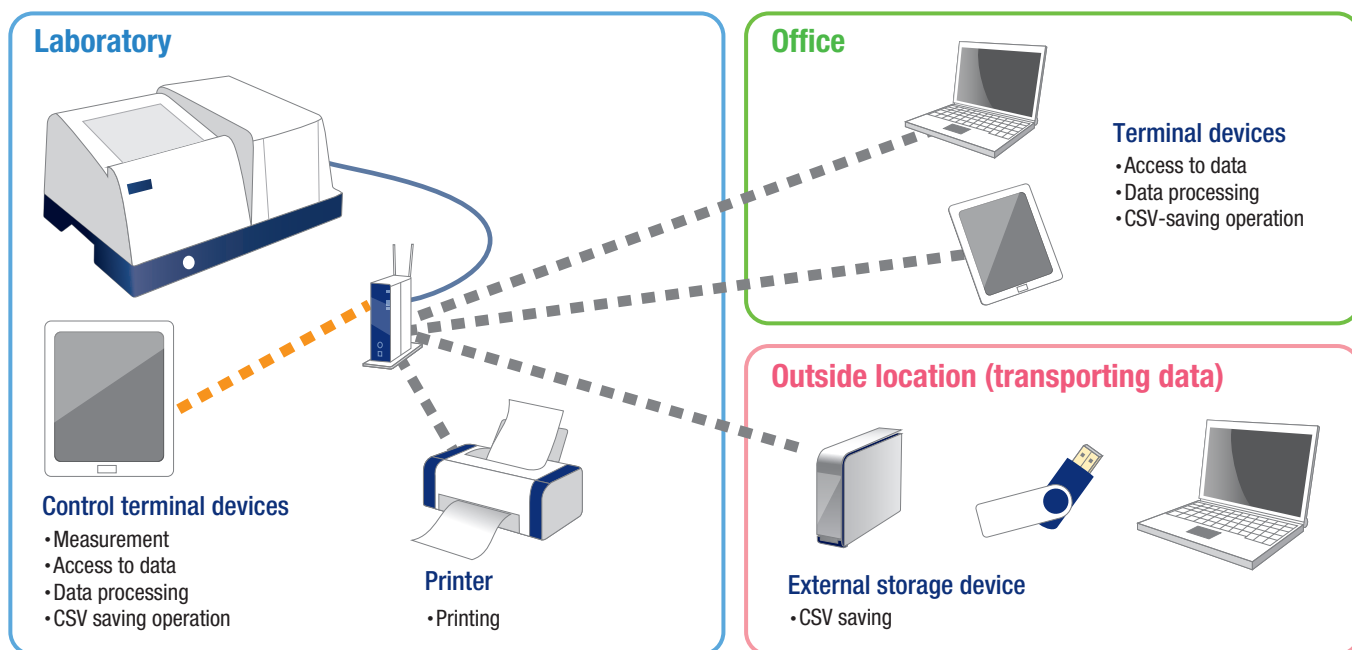 Laboratory
Control terminal devices
•Measurement
•Access to data
•Data processing
•CSV saving operation
Printer
•Printing
Office
Terminal devices
•Access to data
•Data processing
•CSV-saving operation
Outside location (transporting data)
External storage device
•CSV saving